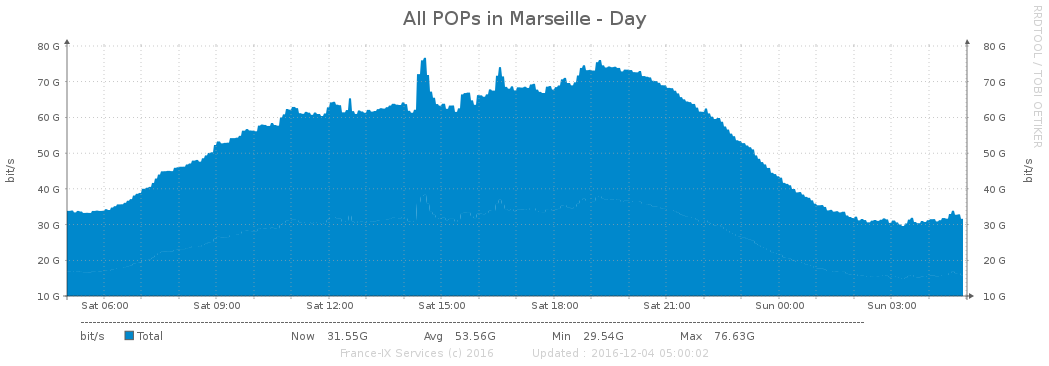 All POPs in Marseille - Day
RRDTOOL / TOBI OETIKER
80 G 80 G
70 G 70 G
60 G 60 G
50 G 50 G
40 G 40 G
30 G 30 G
20 G 20 G
10 G 10 G
bit/s
bit/s
Sat 06:00 Sat 09:00 Sat 12:00 Sat 15:00 Sat 18:00 Sat 21:00 Sun 00:00 Sun 03:00
bit/s Total Now 31.55G Avg 53.56G Min 29.54G Max 76.63G
France-IX Services (c) 2016 Updated : 2016-12-04 05:00:02